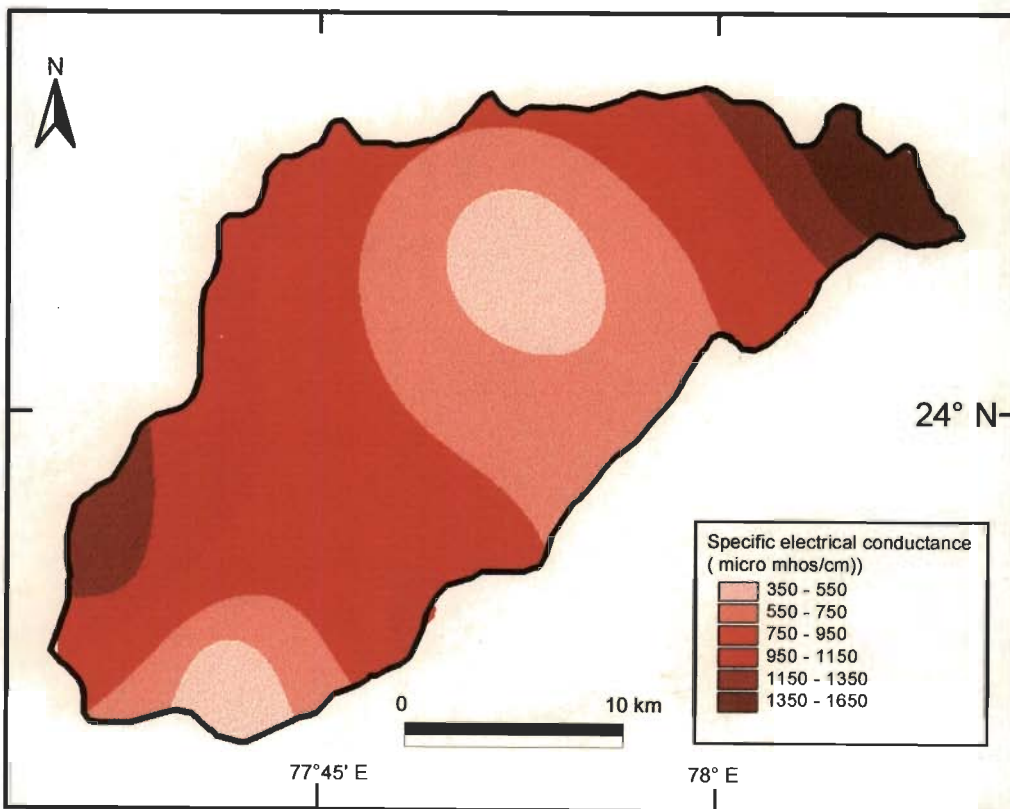 N
24° N
Specific electrical conductance
( micro mhos/cm))
350 - 550
550 - 750
750 - 950
950 - 1150
1150 - 1350
1350 - 1650
0 10 km
77°45' E 78° E